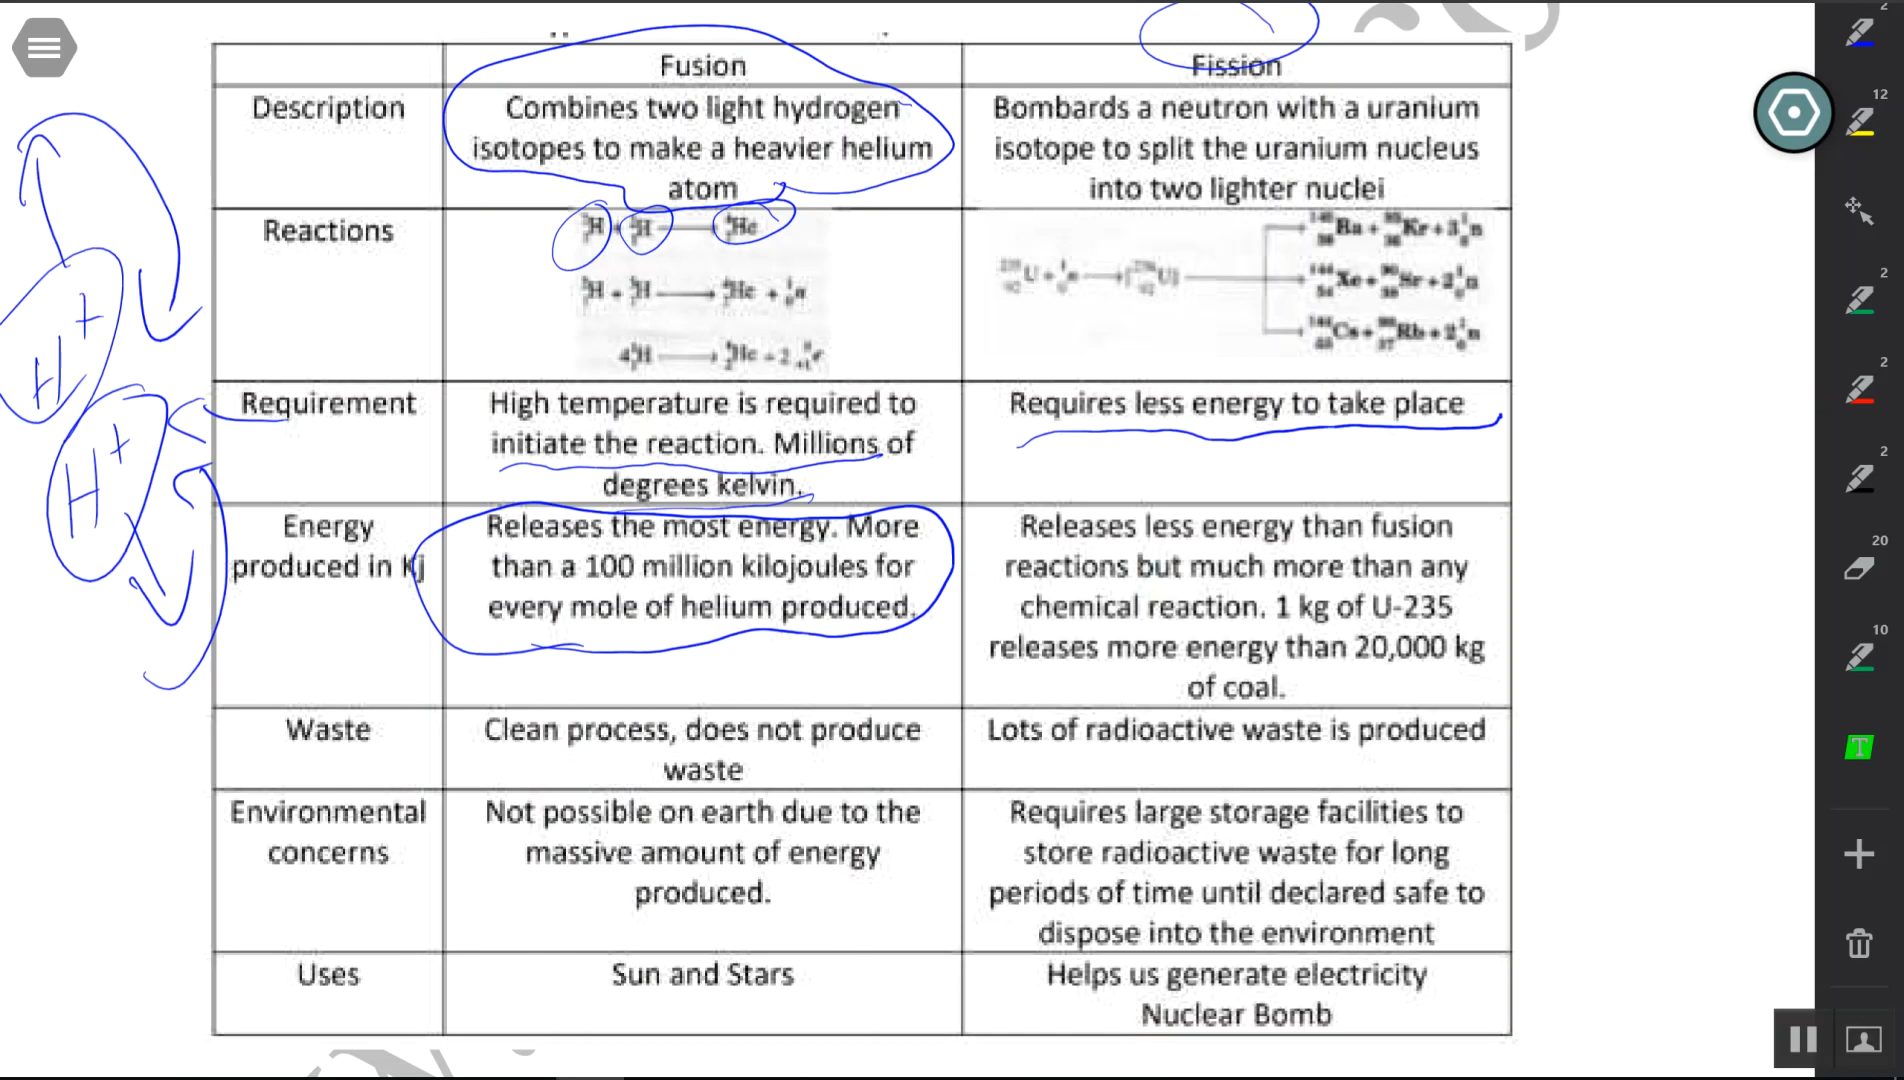 Fusion
Fission
Description
Combines two light hydrogen
isotopes to make a heavier helium
atom
Bombards a neutron with a uranium
isotope to split the uranium nucleus
into two lighter nuclei
Reactions
Requirement
High temperature is required to
initiate the reaction. Millions of
degrees kelvin.
Requires less energy to take place
Energy
produced in Kj
Releases the most energy. More
than a 100 million kilojoules for
every mole of helium produced.
Releases less energy than fusion
reactions but much more than any
chemical reaction. 1 kg of U-235
releases more energy than 20,000 kg
of coal.
Waste
Clean process, does not produce
waste
Lots of radioactive waste is produced
Environmental
concerns
Not possible on earth due to the
massive amount of energy
produced.
Requires large storage facilities to
store radioactive waste for long
periods of time until declared safe to
dispose into the environment
Uses
Sun and Stars
Helps us generate electricity
Nuclear Bomb
H+
H+
2
12
2
2
2
20
10
T